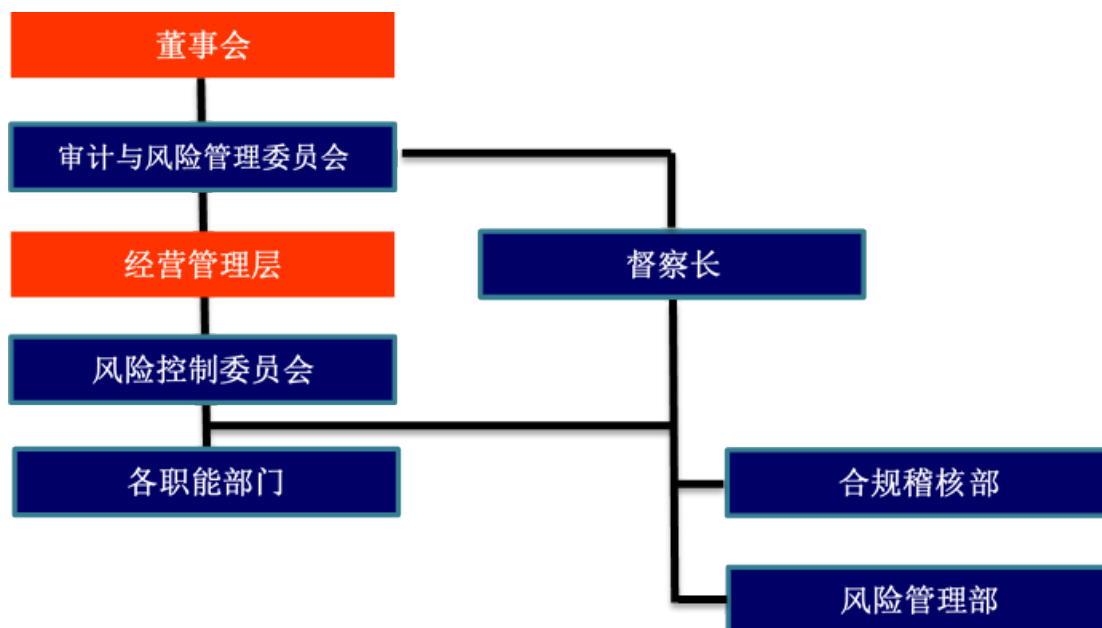 董事会
审计与风险管理委员会
经营管理层
督察长
风险控制委员会
各职能部门
合规稽核部
风险管理部